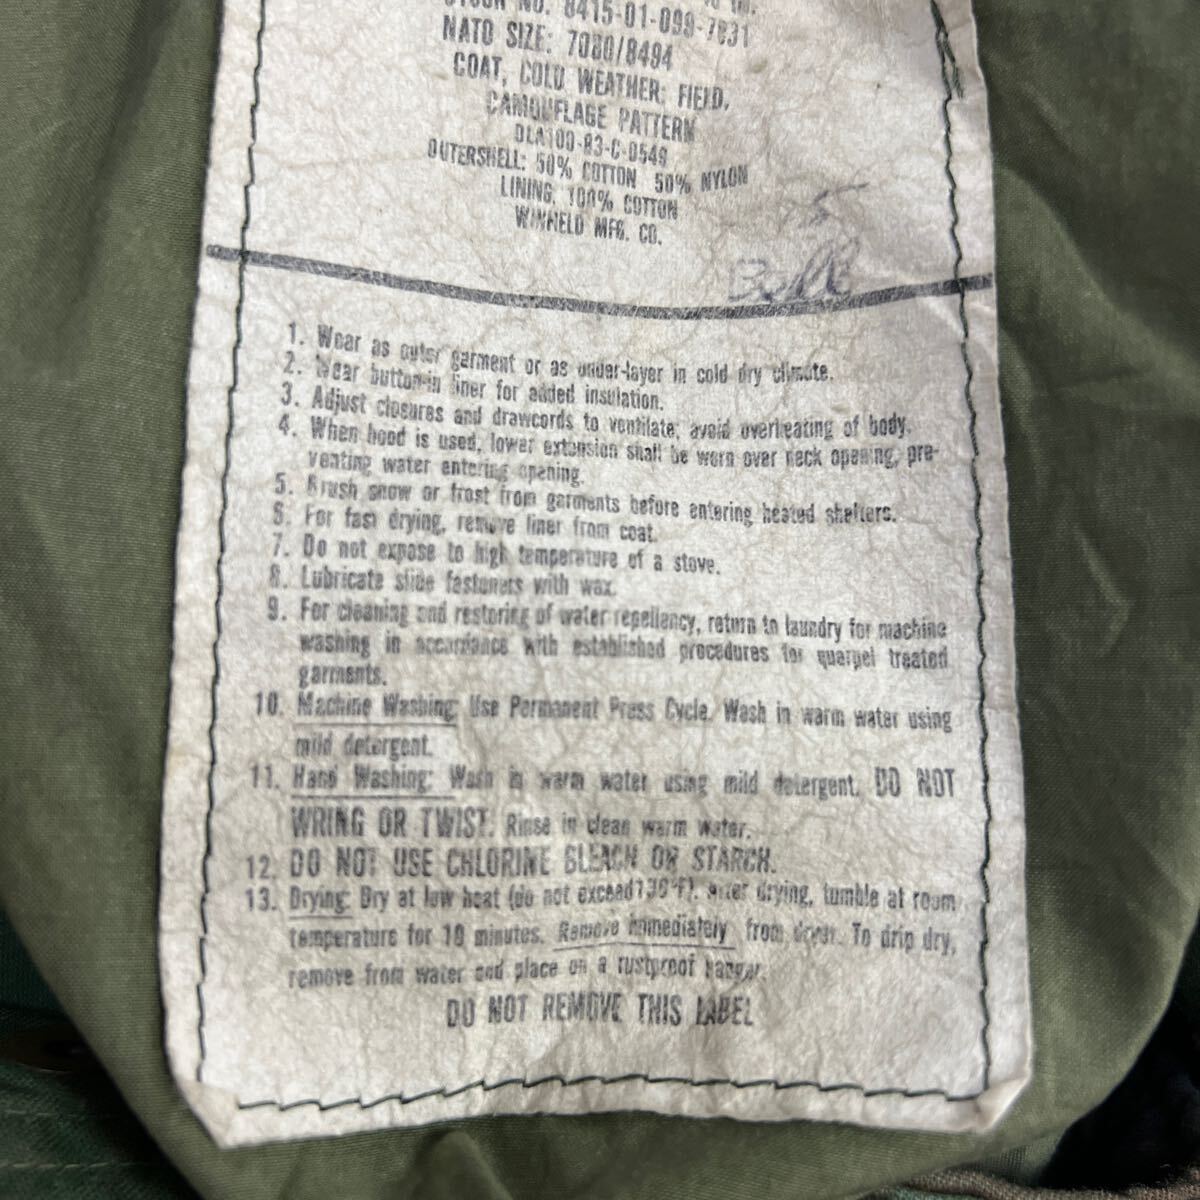 STOCK NO. 8415-01-099-7831
NATO SIZE: 7080/8494
COAT, COLD WEATHER, FIELD,
CAMOUFLAGE PATTERN
DLA100-83-C-0549
OUTERSHELL: 50% COTTON 50% NYLON
LINING, 100% COTTON
WINFIELD MFG. CO.
1. Wear as outer garment or as under-layer in cold dry climate.
2. Wear button-in liner for added insulation.
3. Adjust closures and drawcords to ventilate; avoid overheating of body.
4. When hood is used, lower extension shall be worn over neck opening, pre-
venting water entering opening.
5. Brush snow or frost from garments before entering heated shelters.
6. For fast drying, remove liner from coat.
7. Do not expose to high temperature of a stove.
8. Lubricate slide fasteners with wax.
9. For cleaning and restoring of water repellancy, return to laundry for machine
washing in accordance with established procedures for quarpel treated
garments.
10. Machine Washing: Use Permanent Press Cycle. Wash in warm water using
mild detergent.
11. Hand Washing: Wash in warm water using mild detergent. DO NOT
WRING OR TWIST. Rinse in clean warm water.
12. DO NOT USE CHLORINE BLEACH OR STARCH.
13. Drying: Dry at low heat (do not exceed 130°F). After drying, tumble at room
temperature for 10 minutes. Remove immediately from dryer. To drip dry,
remove from water and place on a rustproof hanger.
DO NOT REMOVE THIS LABEL